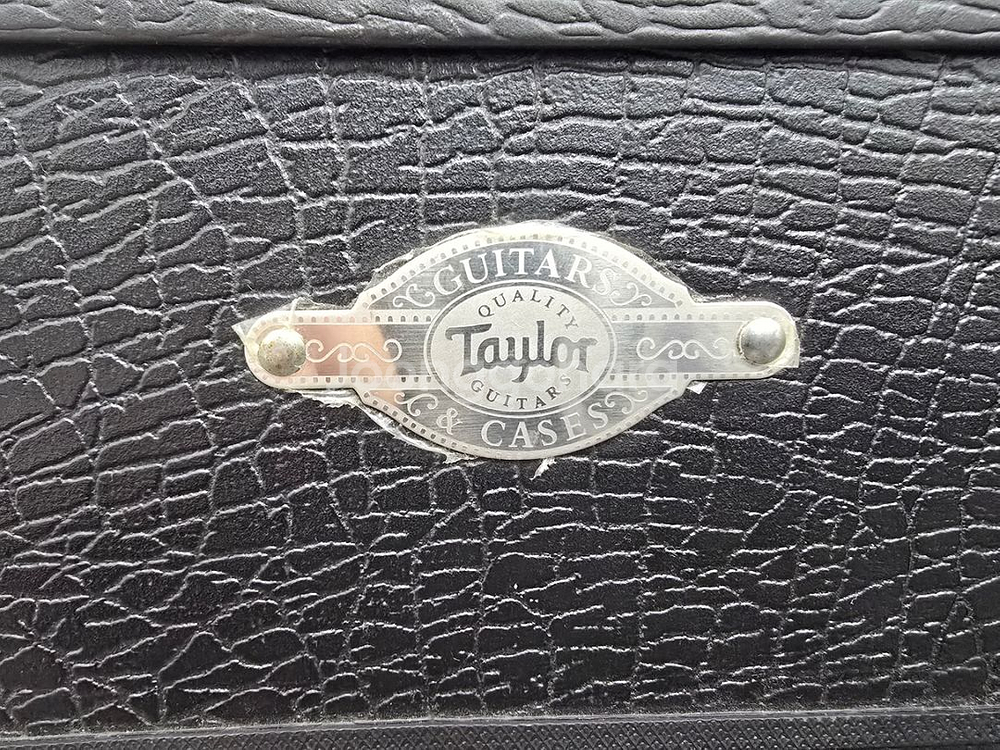 GUITARS
QUALITY
Taylor
GUITARS
& CASES